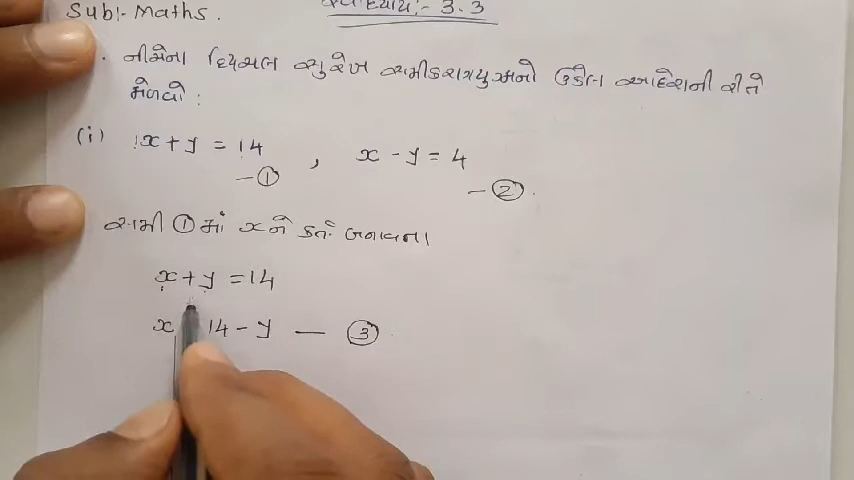 Sub:- Maths.
સ્વાધ્યાય:- 3.3
નીચેના દ્વિચલ સુરેખ સમીકરણયુગ્મનો ઉકેલ આદેશની રીતે
મેળવો :
(i) x + y = 14 , x - y = 4
— ① — ② .
સમી ① માં x ને કર્તા બનાવતા
x + y = 14
x 14 - y — ③